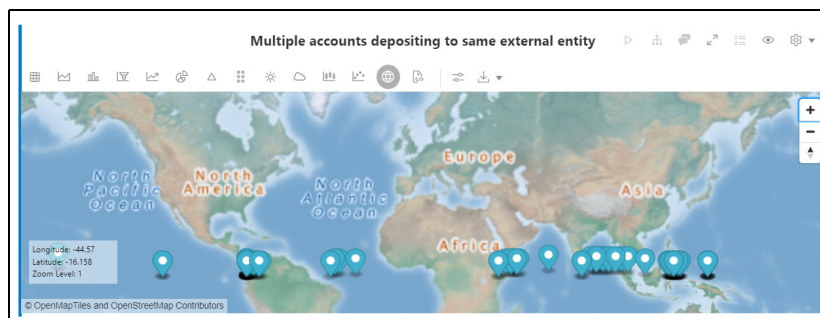 Multiple accounts depositing to same external entity
Europe
North
Pacific
Ocean
North
America
North
Atlantic
Ocean
Asia
Africa
Longitude: -44.57
Latitude: -16.158
Zoom Level: 1
© OpenMapTiles and OpenStreetMap Contributors